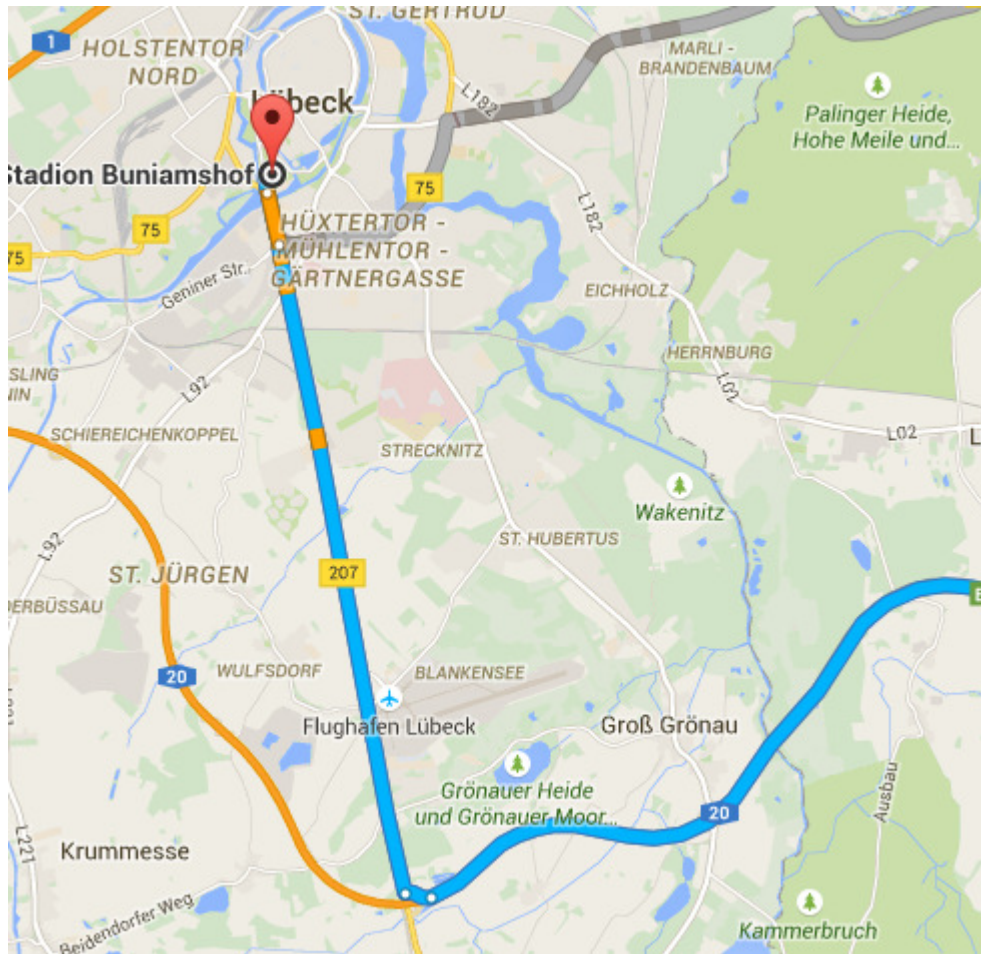 ST. GERTRUD
1
HOLSTENTOR
NORD
MARLI -
BRANDENBAUM
Lübeck
L182
Palinger Heide,
Hohe Meile und...
Stadion Buniamshof
75
75
75
L182
HÜXTERTOR -
MÜHLENTOR -
GÄRTNERGASSE
Geniner Str.
EICHHOLZ
HERRNBURG
L92
L02
L02
L
SCHIEREICHENKOPPEL
STRECKNITZ
Wakenitz
L92
ST. HUBERTUS
ST. JÜRGEN
207
DERBÜSSAU
E
20
WULFSDORF
BLANKENSEE
Flughafen Lübeck
Groß Grönau
Grönauer Heide
und Grönauer Moor...
20
Ausbau
L221
Krummesse
Beidendorfer Weg
Kammerbruch